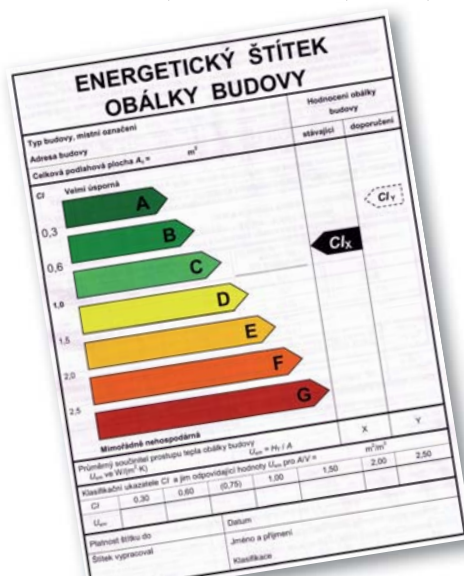 ENERGETICKÝ ŠTÍTEK
OBÁLKY BUDOVY
Typ budovy, místní označení
Adresa budovy
Celková podlahová plocha Ac = m²
Hodnocení obálky
budovy
stávající doporučení
CI Velmi úsporná
A
0,3
B
0,6
C
1,0
D
1,5
E
2,0
F
2,5
G
CIX
CIY
Mimořádně nehospodárná
Průměrný součinitel prostupu tepla obálky budovy
Uem ve W/(m² K) Uem = HT / A
X Y
Klasifikační ukazatele CI a jim odpovídající hodnoty Uem pro A/V = m²/m³
CI 0,30 0,60 (0,75) 1,00 1,50 2,00 2,50
Uem
Platnost štítku do Datum
Štítek vypracoval Jméno a příjmení
Klasifikace